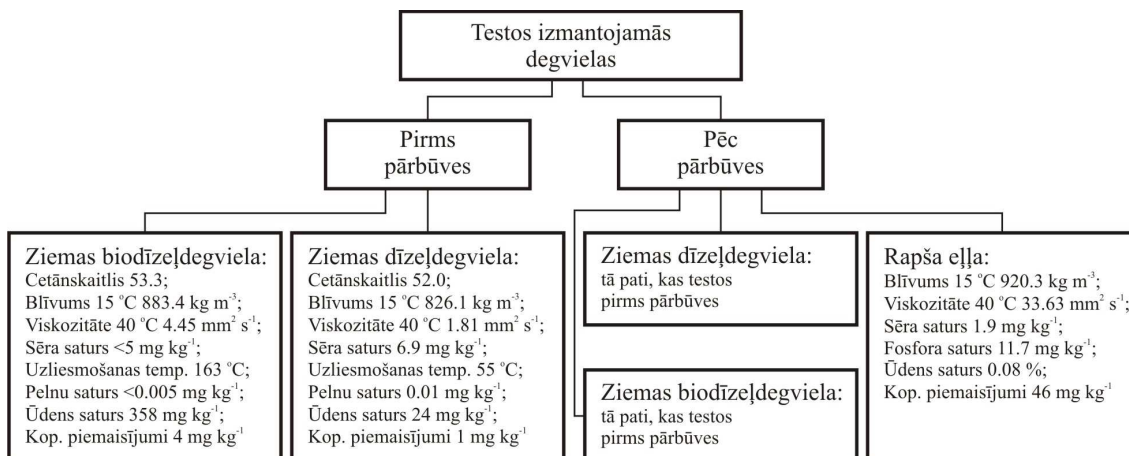 Testos izmantojamās
degvielas
Pirms
pārbūves
Pēc
pārbūves
Ziemas biodīzeļdegviela:
Cetānskaitlis 53.3;
Blīvums 15 °C 883.4 kg m⁻³;
Viskozitāte 40 °C 4.45 mm² s⁻¹;
Sēra saturs <5 mg kg⁻¹;
Uzliesmošanas temp. 163 °C;
Pelnu saturs <0.005 mg kg⁻¹;
Ūdens saturs 358 mg kg⁻¹;
Kop. piemaisījumi 4 mg kg⁻¹
Ziemas dīzeļdegviela:
Cetānskaitlis 52.0;
Blīvums 15 °C 826.1 kg m⁻³;
Viskozitāte 40 °C 1.81 mm² s⁻¹;
Sēra saturs 6.9 mg kg⁻¹;
Uzliesmošanas temp. 55 °C;
Pelnu saturs 0.01 mg kg⁻¹;
Ūdens saturs 24 mg kg⁻¹;
Kop. piemaisījumi 1 mg kg⁻¹
Ziemas dīzeļdegviela:
tā pati, kas testos
pirms pārbūves
Ziemas biodīzeļdegviela:
tā pati, kas testos
pirms pārbūves
Rapša eļļa:
Blīvums 15 °C 920.3 kg m⁻³;
Viskozitāte 40 °C 33.63 mm² s⁻¹;
Sēra saturs 1.9 mg kg⁻¹;
Fosfora saturs 11.7 mg kg⁻¹;
Ūdens saturs 0.08 %;
Kop. piemaisījumi 46 mg kg⁻¹